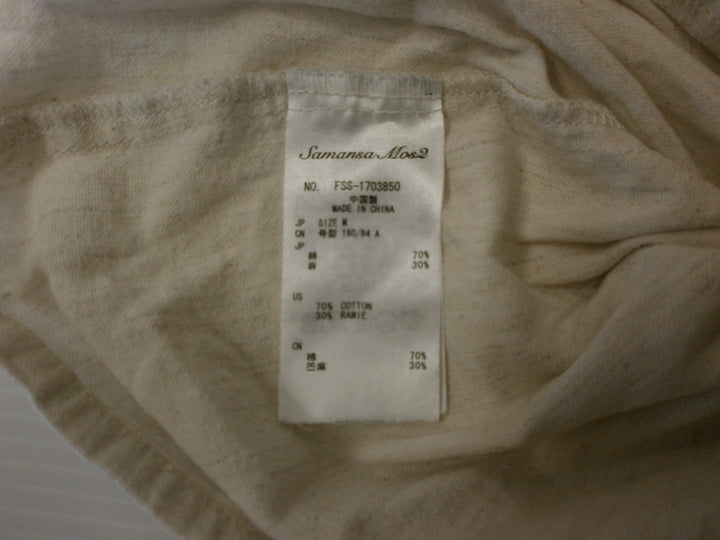 Samansa Mos2
NO. FSS-1703850
中国製
MADE IN CHINA
JP SIZE M
CN 号型 160/84 A
JP
綿 70%
麻 30%
US
70% COTTON
30% RAMIE
CN
棉 70%
苎麻 30%